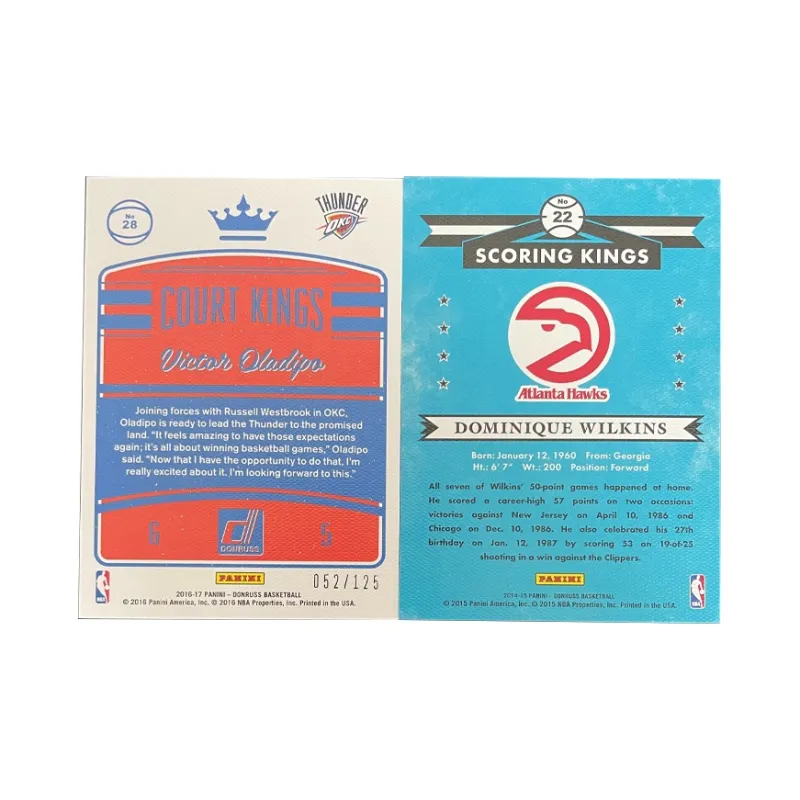 No
28
THUNDER
OKC
COURT KINGS
Victor Oladipo
Joining forces with Russell Westbrook in OKC,
Oladipo is ready to lead the Thunder to the promised
land. "It feels amazing to have those expectations
again; it's all about winning basketball games," Oladipo
said. "Now that I have the opportunity to do that, I'm
really excited about it. I'm looking forward to this."
6 5
DONRUSS
PANINI
052/125
NBA
2016-17 PANINI – DONRUSS BASKETBALL
© 2016 Panini America, Inc. © 2016 NBA Properties, Inc. Printed in the USA.
No
22
SCORING KINGS
Atlanta Hawks
DOMINIQUE WILKINS
Born: January 12, 1960 From: Georgia
Ht.: 6' 7" Wt.: 200 Position: Forward
All seven of Wilkins' 50-point games happened at home.
He scored a career-high 57 points on two occasions:
victories against New Jersey on April 10, 1986 and
Chicago on Dec. 10, 1986. He also celebrated his 27th
birthday on Jan. 12, 1987 by scoring 53 on 19-of-25
shooting in a win against the Clippers.
PANINI
2014-15 PANINI – DONRUSS BASKETBALL
© 2015 Panini America, Inc. © 2015 NBA Properties, Inc. Printed in the USA.
NBA